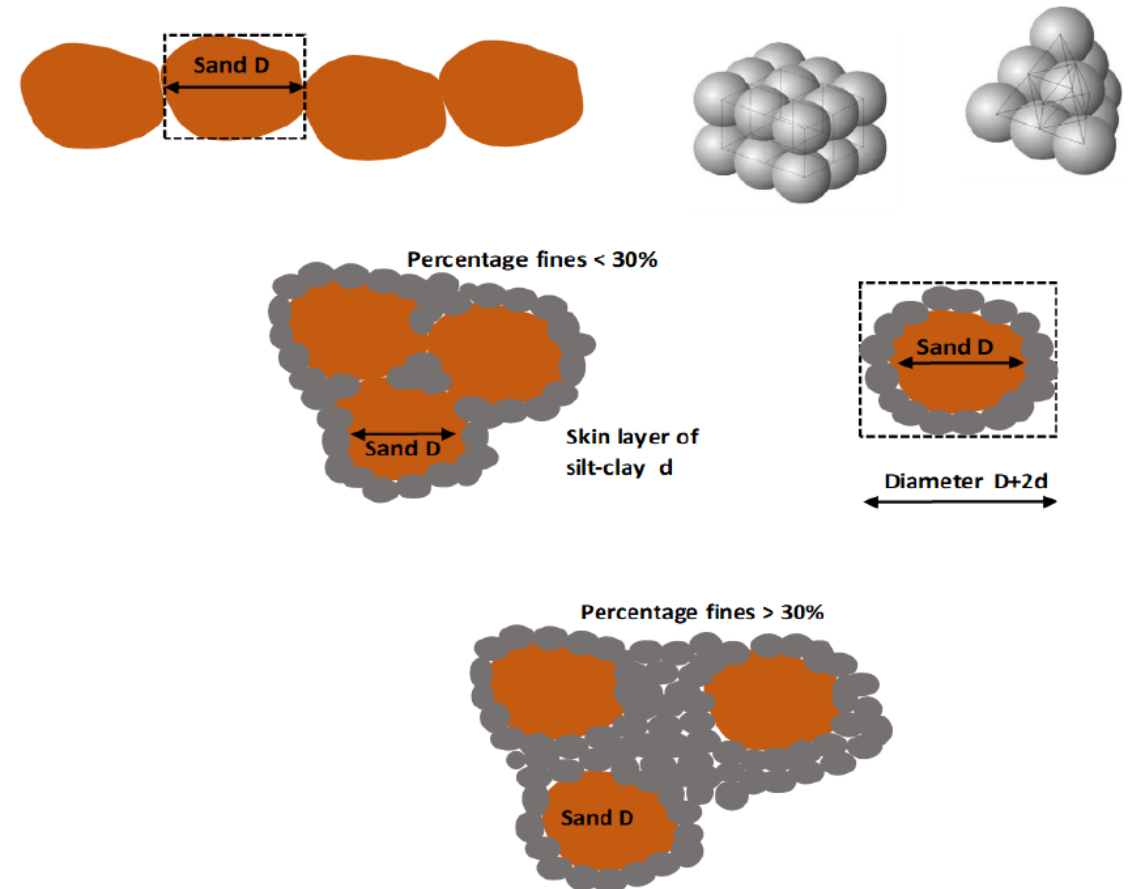 Sand D
Percentage fines < 30%
Sand D
Sand D
Skin layer of
silt-clay d
Diameter D+2d
Percentage fines > 30%
Sand D